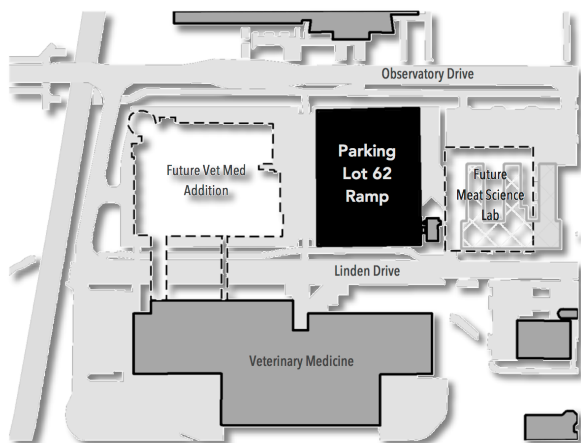 Observatory Drive
Parking
Lot 62
Ramp
Future Vet Med
Addition
Future
Meat Science
Lab
Linden Drive
Veterinary Medicine